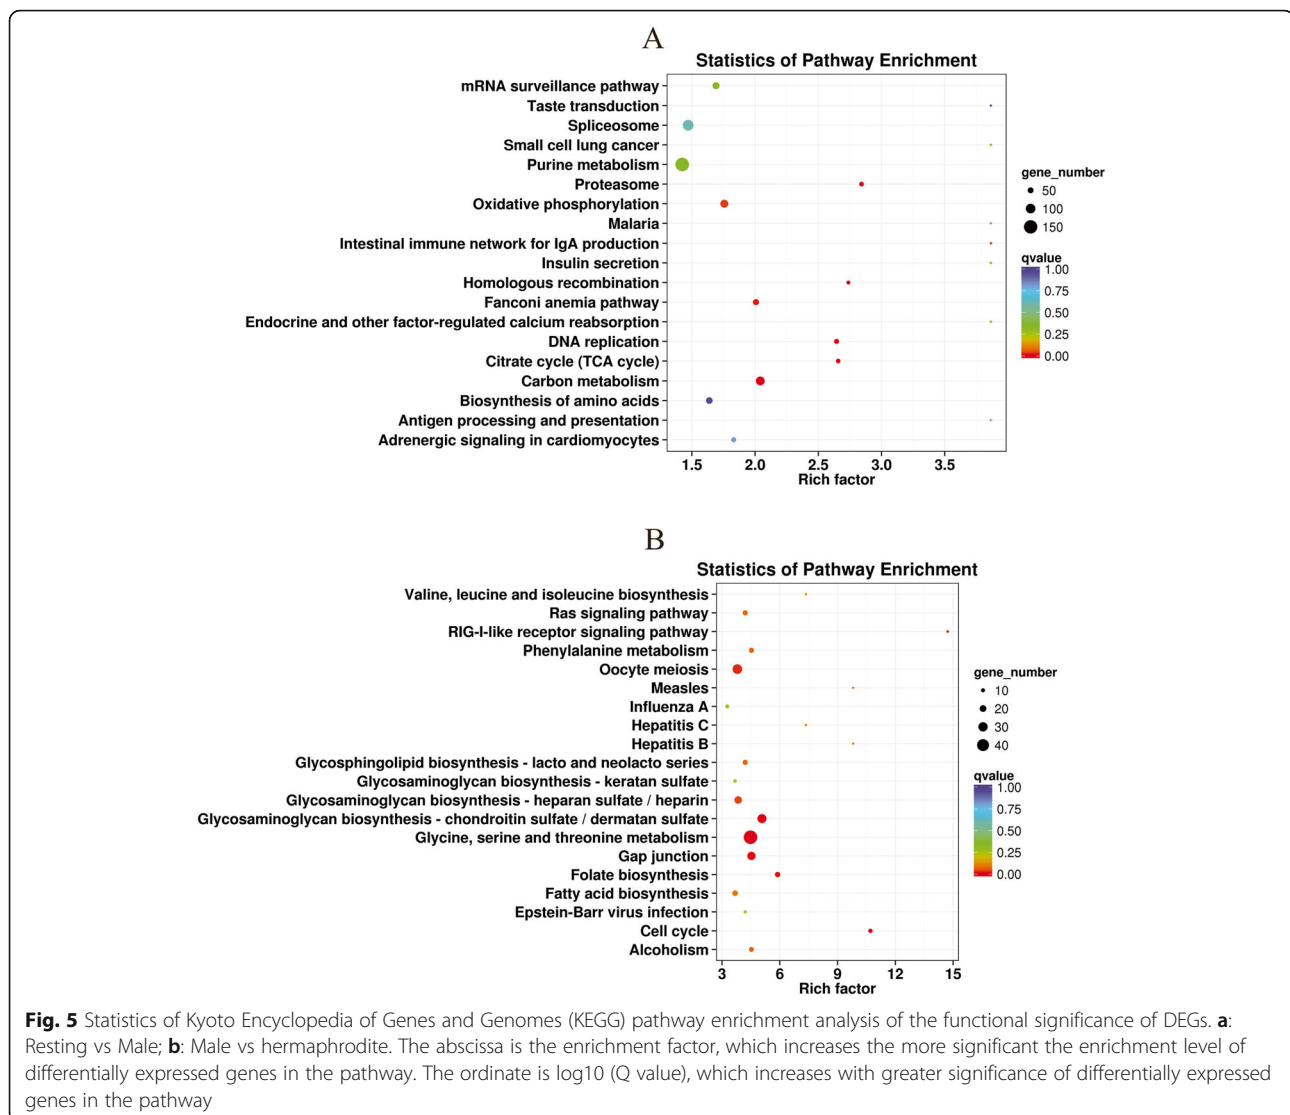 A
Statistics of Pathway Enrichment
mRNA surveillance pathway
Taste transduction
Spliceosome
Small cell lung cancer
Purine metabolism
Proteasome
Oxidative phosphorylation
Malaria
Intestinal immune network for IgA production
Insulin secretion
Homologous recombination
Fanconi anemia pathway
Endocrine and other factor-regulated calcium reabsorption
DNA replication
Citrate cycle (TCA cycle)
Carbon metabolism
Biosynthesis of amino acids
Antigen processing and presentation
Adrenergic signaling in cardiomyocytes
1.5 2.0 2.5 3.0 3.5
Rich factor
gene_number
50
100
150
qvalue
1.00
0.75
0.50
0.25
0.00
B
Statistics of Pathway Enrichment
Valine, leucine and isoleucine biosynthesis
Ras signaling pathway
RIG-I-like receptor signaling pathway
Phenylalanine metabolism
Oocyte meiosis
Measles
Influenza A
Hepatitis C
Hepatitis B
Glycosphingolipid biosynthesis - lacto and neolacto series
Glycosaminoglycan biosynthesis - keratan sulfate
Glycosaminoglycan biosynthesis - heparan sulfate / heparin
Glycosaminoglycan biosynthesis - chondroitin sulfate / dermatan sulfate
Glycine, serine and threonine metabolism
Gap junction
Folate biosynthesis
Fatty acid biosynthesis
Epstein-Barr virus infection
Cell cycle
Alcoholism
3 6 9 12 15
Rich factor
gene_number
10
20
30
40
qvalue
1.00
0.75
0.50
0.25
0.00
Fig. 5 Statistics of Kyoto Encyclopedia of Genes and Genomes (KEGG) pathway enrichment analysis of the functional significance of DEGs. a:
Resting vs Male; b: Male vs hermaphrodite. The abscissa is the enrichment factor, which increases the more significant the enrichment level of
differentially expressed genes in the pathway. The ordinate is log10 (Q value), which increases with greater significance of differentially expressed
genes in the pathway